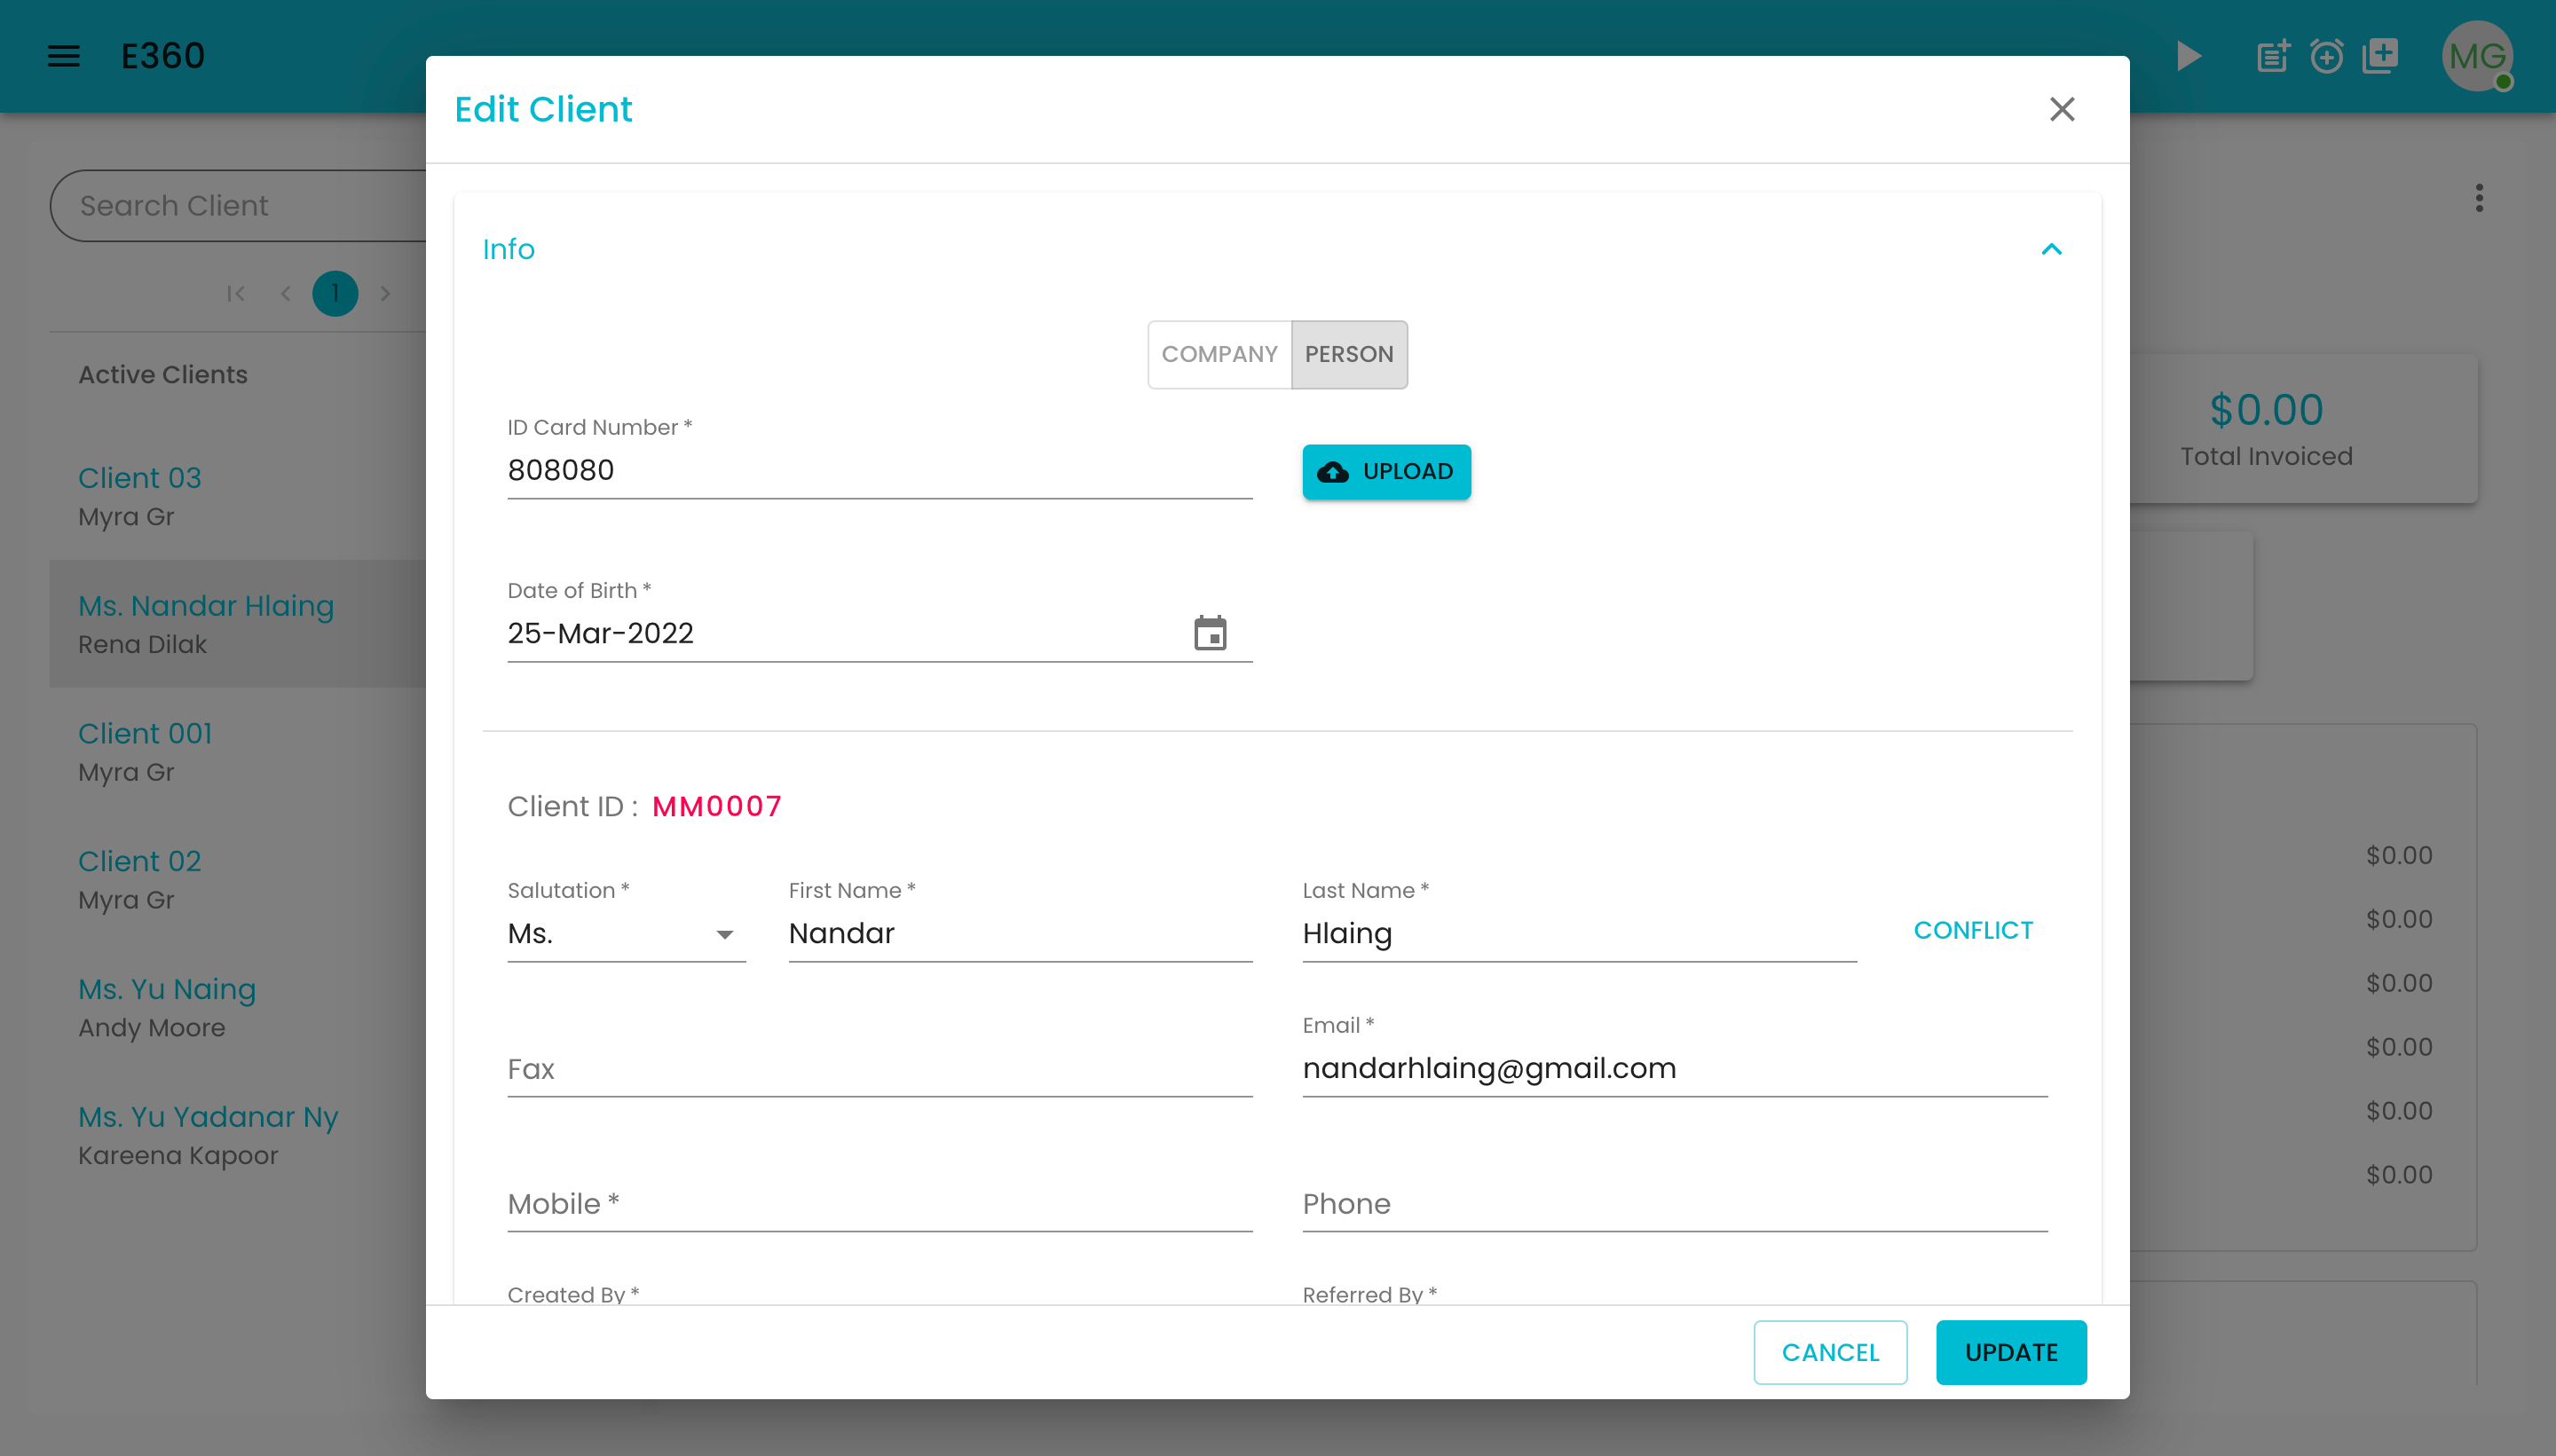 E360
MG
Edit Client
Search Client
Info
1
COMPANY
PERSON
Active Clients
ID Card Number *
808080
UPLOAD
$0.00
Total Invoiced
Client 03
Myra Gr
Date of Birth *
25-Mar-2022
Ms. Nandar Hlaing
Rena Dilak
Client 001
Myra Gr
Client ID : MM0007
Client 02
Myra Gr
Salutation *
Ms.
First Name *
Nandar
Last Name *
Hlaing
CONFLICT
$0.00
$0.00
$0.00
$0.00
$0.00
$0.00
Ms. Yu Naing
Andy Moore
Fax
Email *
nandarhlaing@gmail.com
Ms. Yu Yadanar Ny
Kareena Kapoor
Mobile *
Phone
Created By *
Referred By *
CANCEL
UPDATE